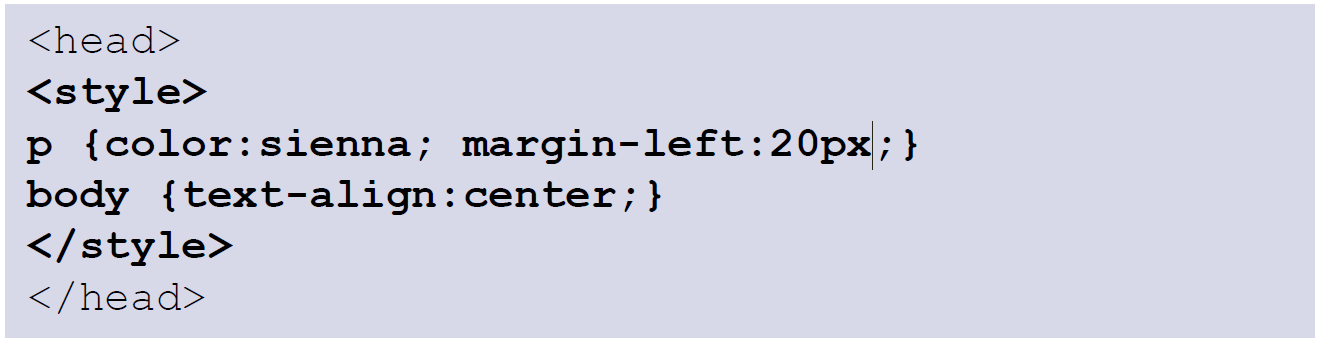 <head>
<style>
p {color:sienna; margin-left:20px;}
body {text-align:center;}
</style>
</head>